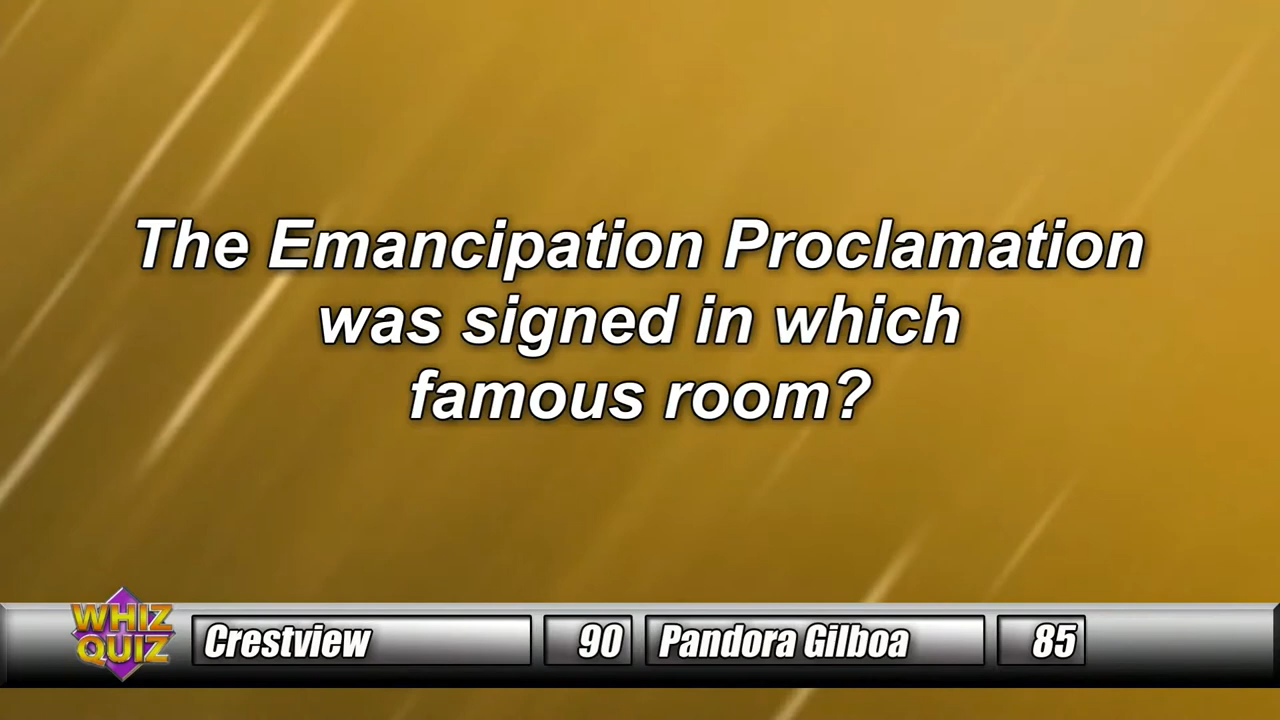 The Emancipation Proclamation
was signed in which
famous room?
WHIZ
QUIZ
Crestview 90 Pandora Gilboa 85